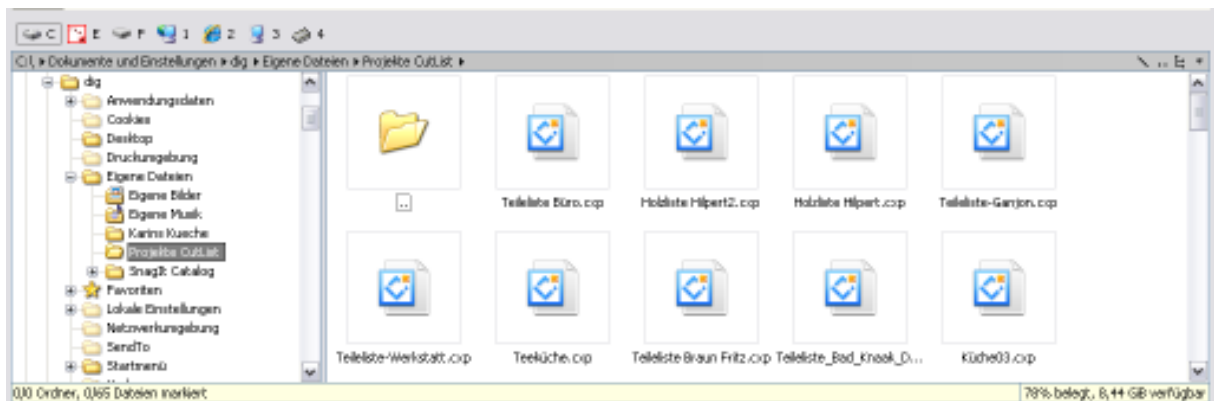 C E F 1 2 3 4
C:\ Dokumente und Einstellungen dig Eigene Dateien Projekte CutList
dig
Anwendungsdaten
Cookies
Desktop
Druckumgebung
Eigene Dateien
Eigene Bilder
Eigene Musik
Karins Kueche
Projekte CutList
SnagIt Catalog
Favoriten
Lokale Einstellungen
Netzwerkumgebung
SendTo
Startmenü
..
Teileliste Büro.cxp
Holzliste Hilpert2.cxp
Holzliste Hilpert.cxp
Teileliste-Ganjon.cxp
Teileliste-Werkstatt.cxp
Teeküche.cxp
Teileliste Braun Fritz.cxp
Teileliste_Bad_Knaak_D...
Küche03.cxp
0/0 Ordner, 0/65 Dateien markiert
78% belegt, 8,44 GB verfügbar